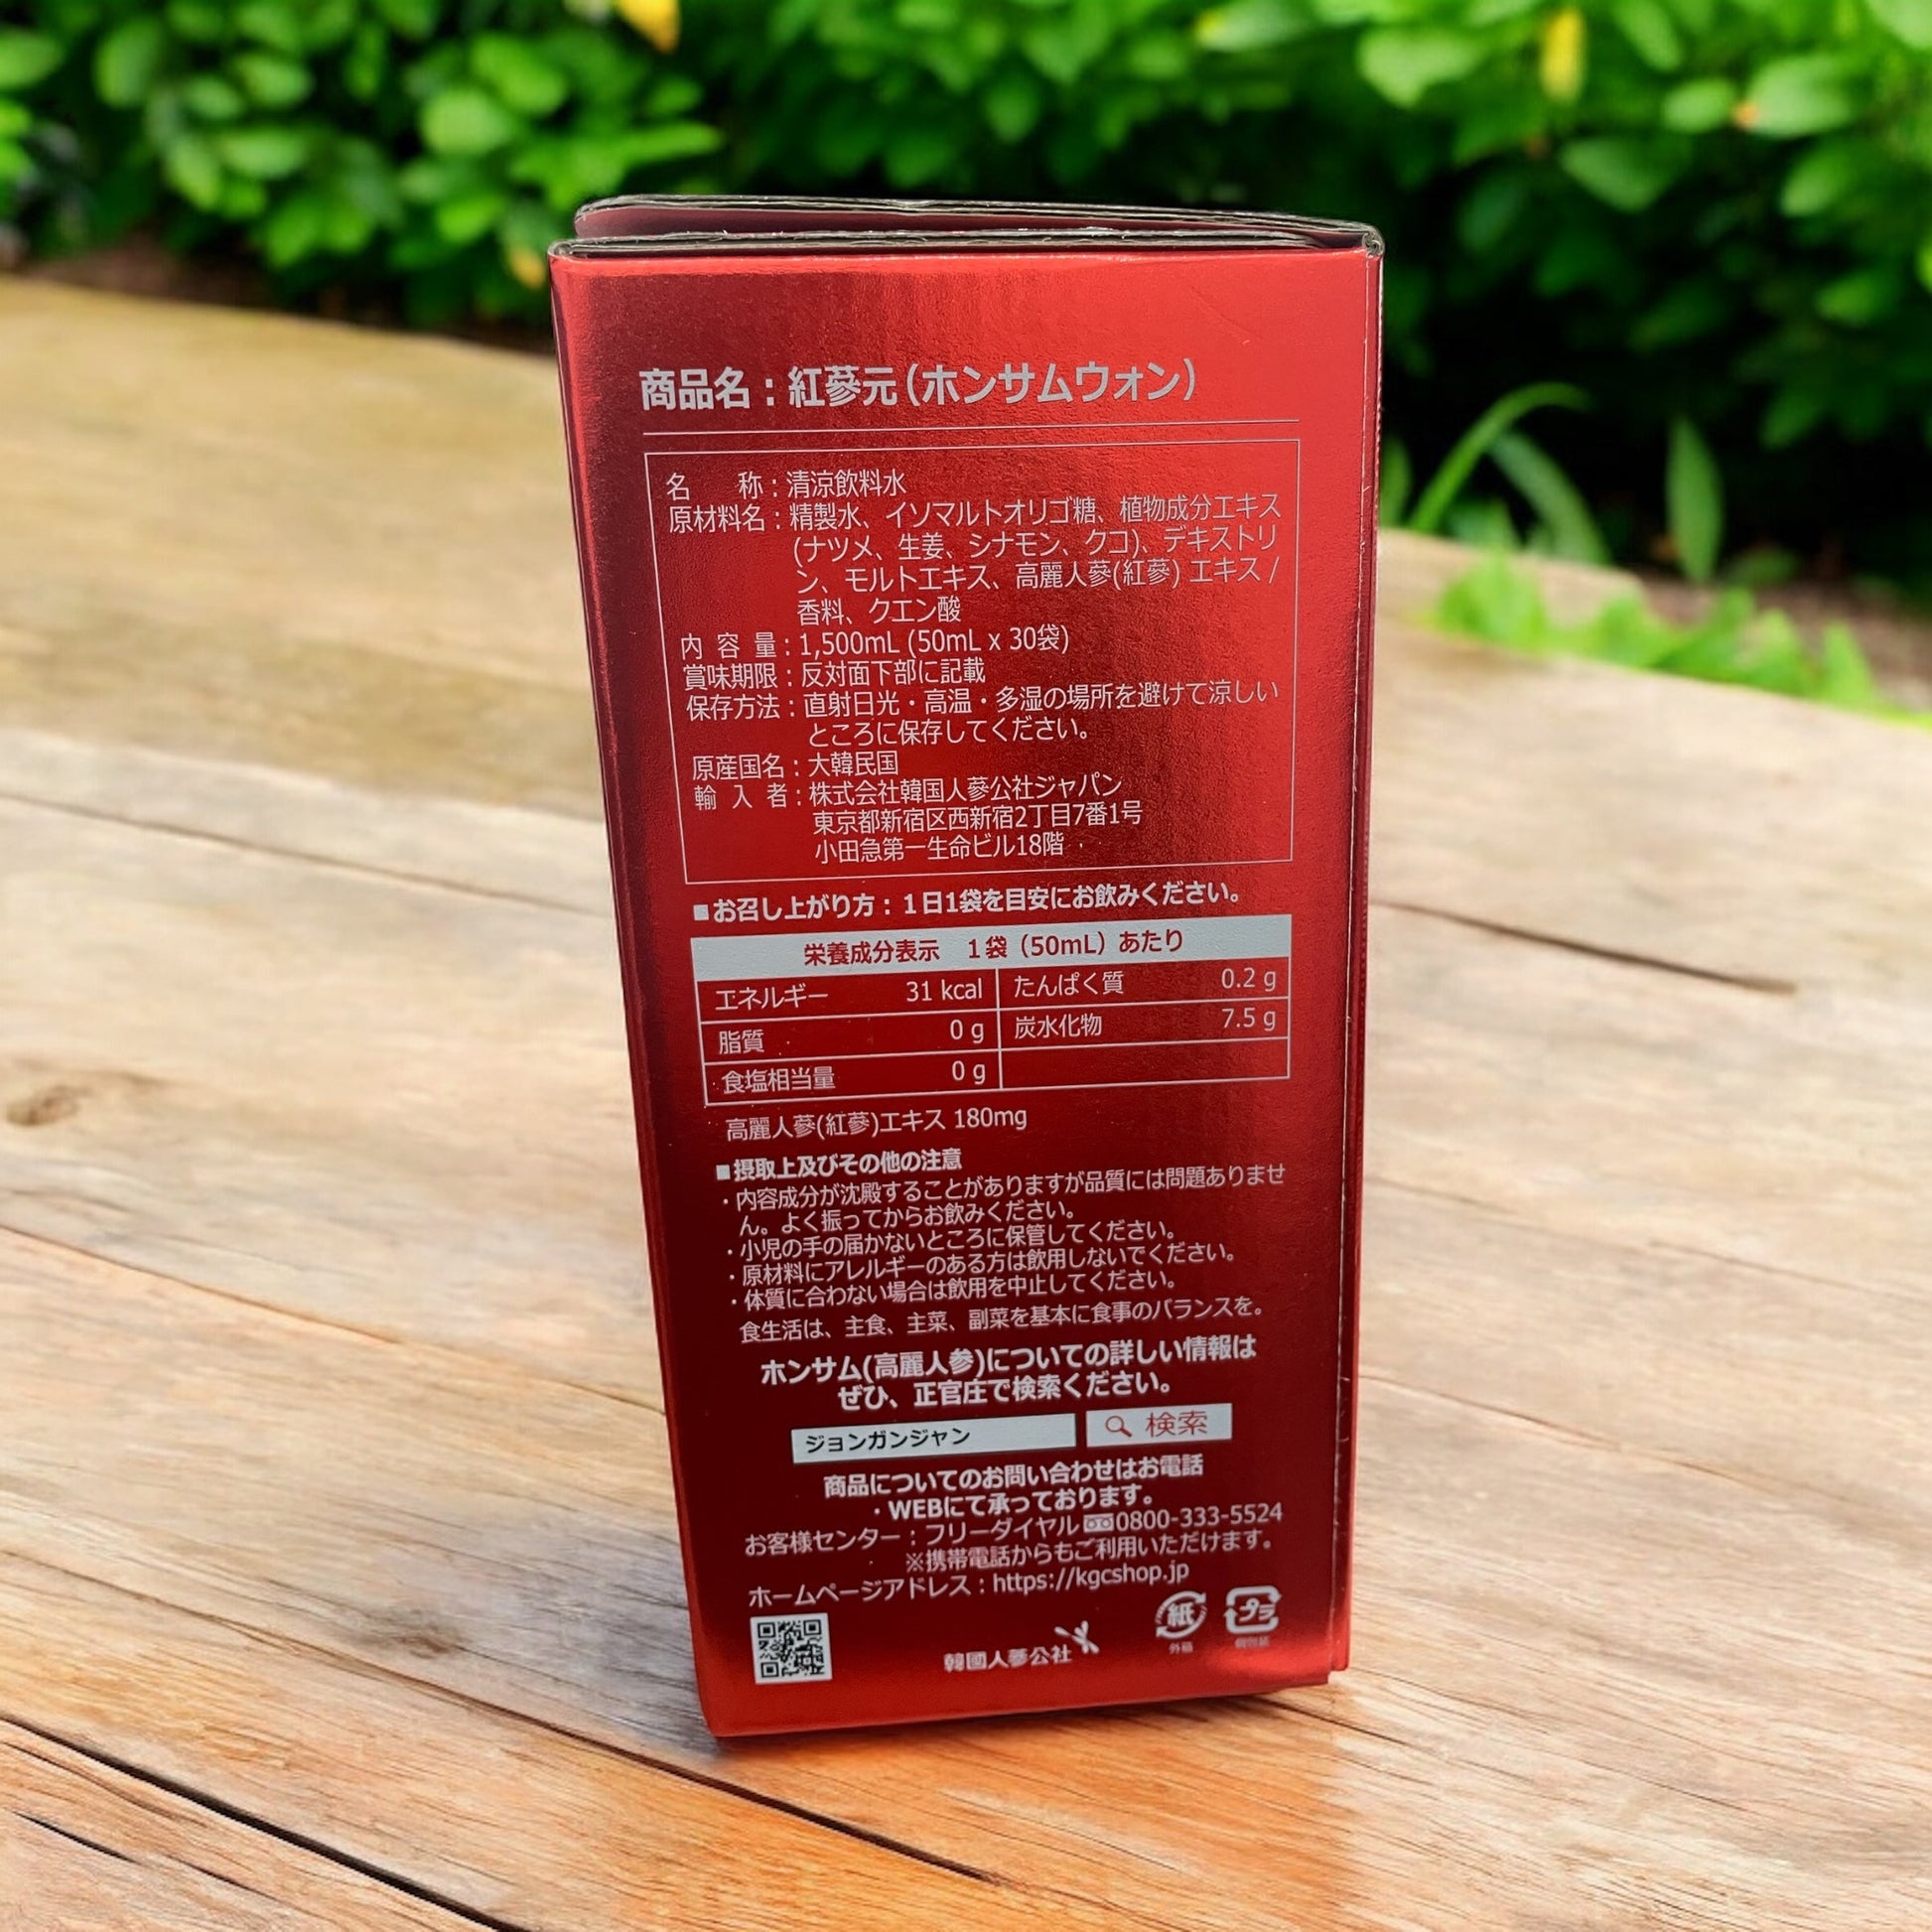 商品名：紅蔘元（ホンサムウォン）
名　　称：清涼飲料水
原材料名：精製水、イソマルトオリゴ糖、植物成分エキス
(ナツメ、生姜、シナモン、クコ)、デキストリ
ン、モルトエキス、高麗人蔘(紅蔘) エキス /
香料、クエン酸
内 容 量：1,500mL (50mL x 30袋)
賞味期限：反対面下部に記載
保存方法：直射日光・高温・多湿の場所を避けて涼しい
ところに保存してください。
原産国名：大韓民国
輸 入 者：株式会社韓国人蔘公社ジャパン
東京都新宿区西新宿2丁目7番1号
小田急第一生命ビル18階
■お召し上がり方：１日1袋を目安にお飲みください。
栄養成分表示　１袋（50mL）あたり
エネルギー 31 kcal たんぱく質 0.2 g
脂質 0 g 炭水化物 7.5 g
食塩相当量 0 g
高麗人蔘(紅蔘)エキス 180mg
■摂取上及びその他の注意
・内容成分が沈殿することがありますが品質には問題ありませ
ん。よく振ってからお飲みください。
・小児の手の届かないところに保管してください。
・原材料にアレルギーのある方は飲用しないでください。
・体質に合わない場合は飲用を中止してください。
食生活は、主食、主菜、副菜を基本に食事のバランスを。
ホンサム(高麗人参)についての詳しい情報は
ぜひ、正官庄で検索ください。
ジョンガンジャン 検索
商品についてのお問い合わせはお電話
・WEBにて承っております。
お客様センター：フリーダイヤル 0800-333-5524
※携帯電話からもご利用いただけます。
ホームページアドレス：https://kgcshop.jp
紙 プラ
外箱 個包装
韓國人蔘公社